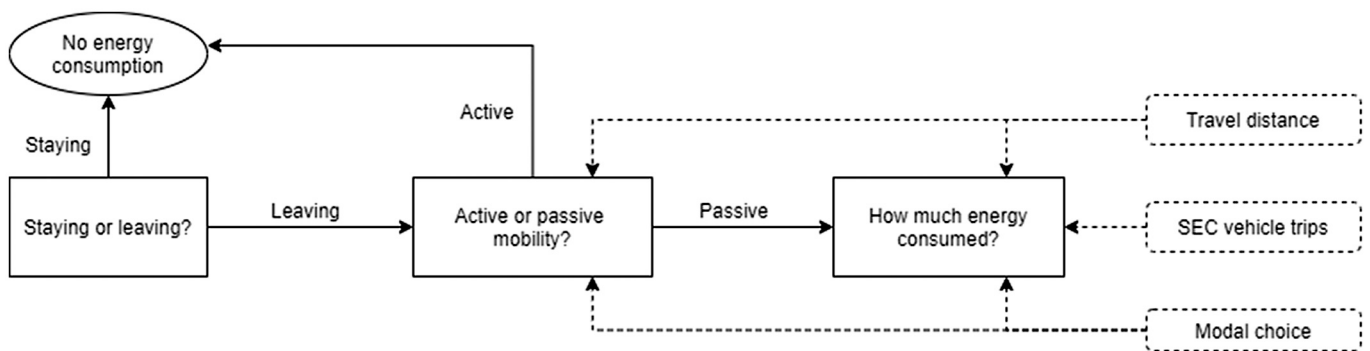 No energy
consumption
Active
Travel distance
Staying
Staying or leaving?
Leaving
Active or passive
mobility?
Passive
How much energy
consumed?
SEC vehicle trips
Modal choice